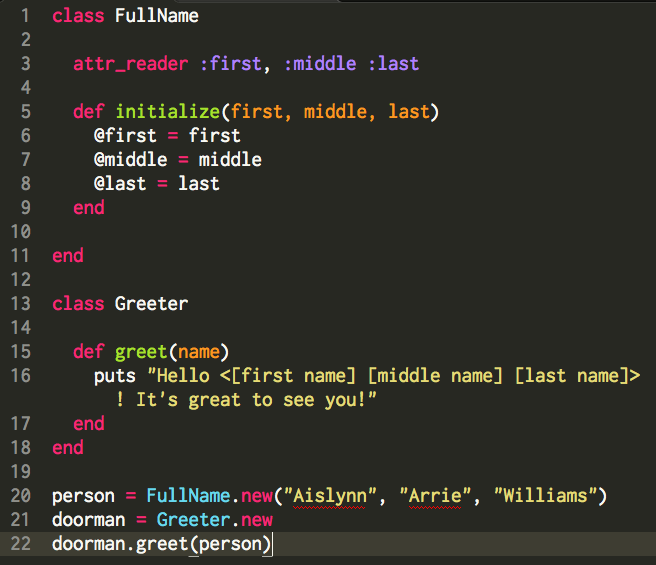 1 class FullName
2
3 attr_reader :first, :middle :last
4
5 def initialize(first, middle, last)
6 @first = first
7 @middle = middle
8 @last = last
9 end
10
11 end
12
13 class Greeter
14
15 def greet(name)
16 puts "Hello <[first name] [middle name] [last name]>
! It's great to see you!"
17 end
18 end
19
20 person = FullName.new("Aislynn", "Arrie", "Williams")
21 doorman = Greeter.new
22 doorman.greet(person)